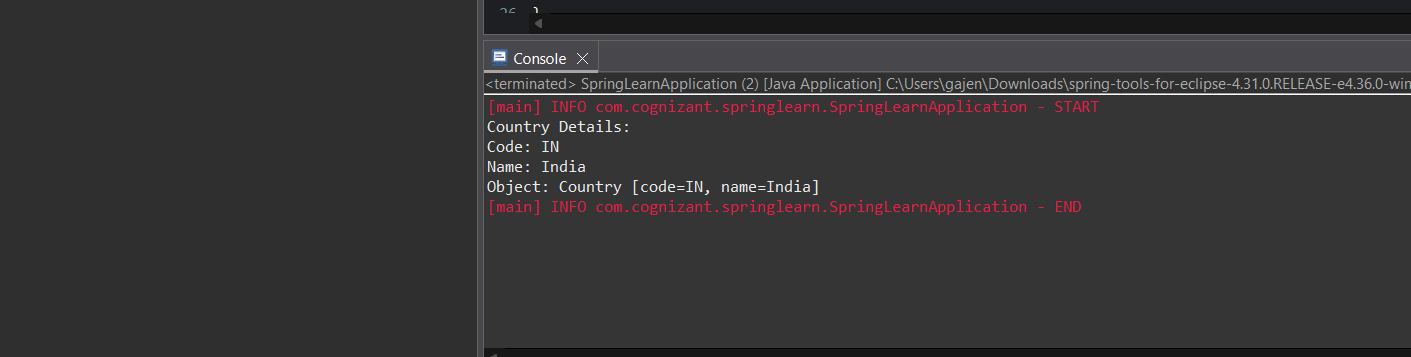 26 }
Console
<terminated> SpringLearnApplication (2) [Java Application] C:\Users\gajen\Downloads\spring-tools-for-eclipse-4.31.0.RELEASE-e4.36.0-win
[main] INFO com.cognizant.springlearn.SpringLearnApplication - START
Country Details:
Code: IN
Name: India
Object: Country [code=IN, name=India]
[main] INFO com.cognizant.springlearn.SpringLearnApplication - END